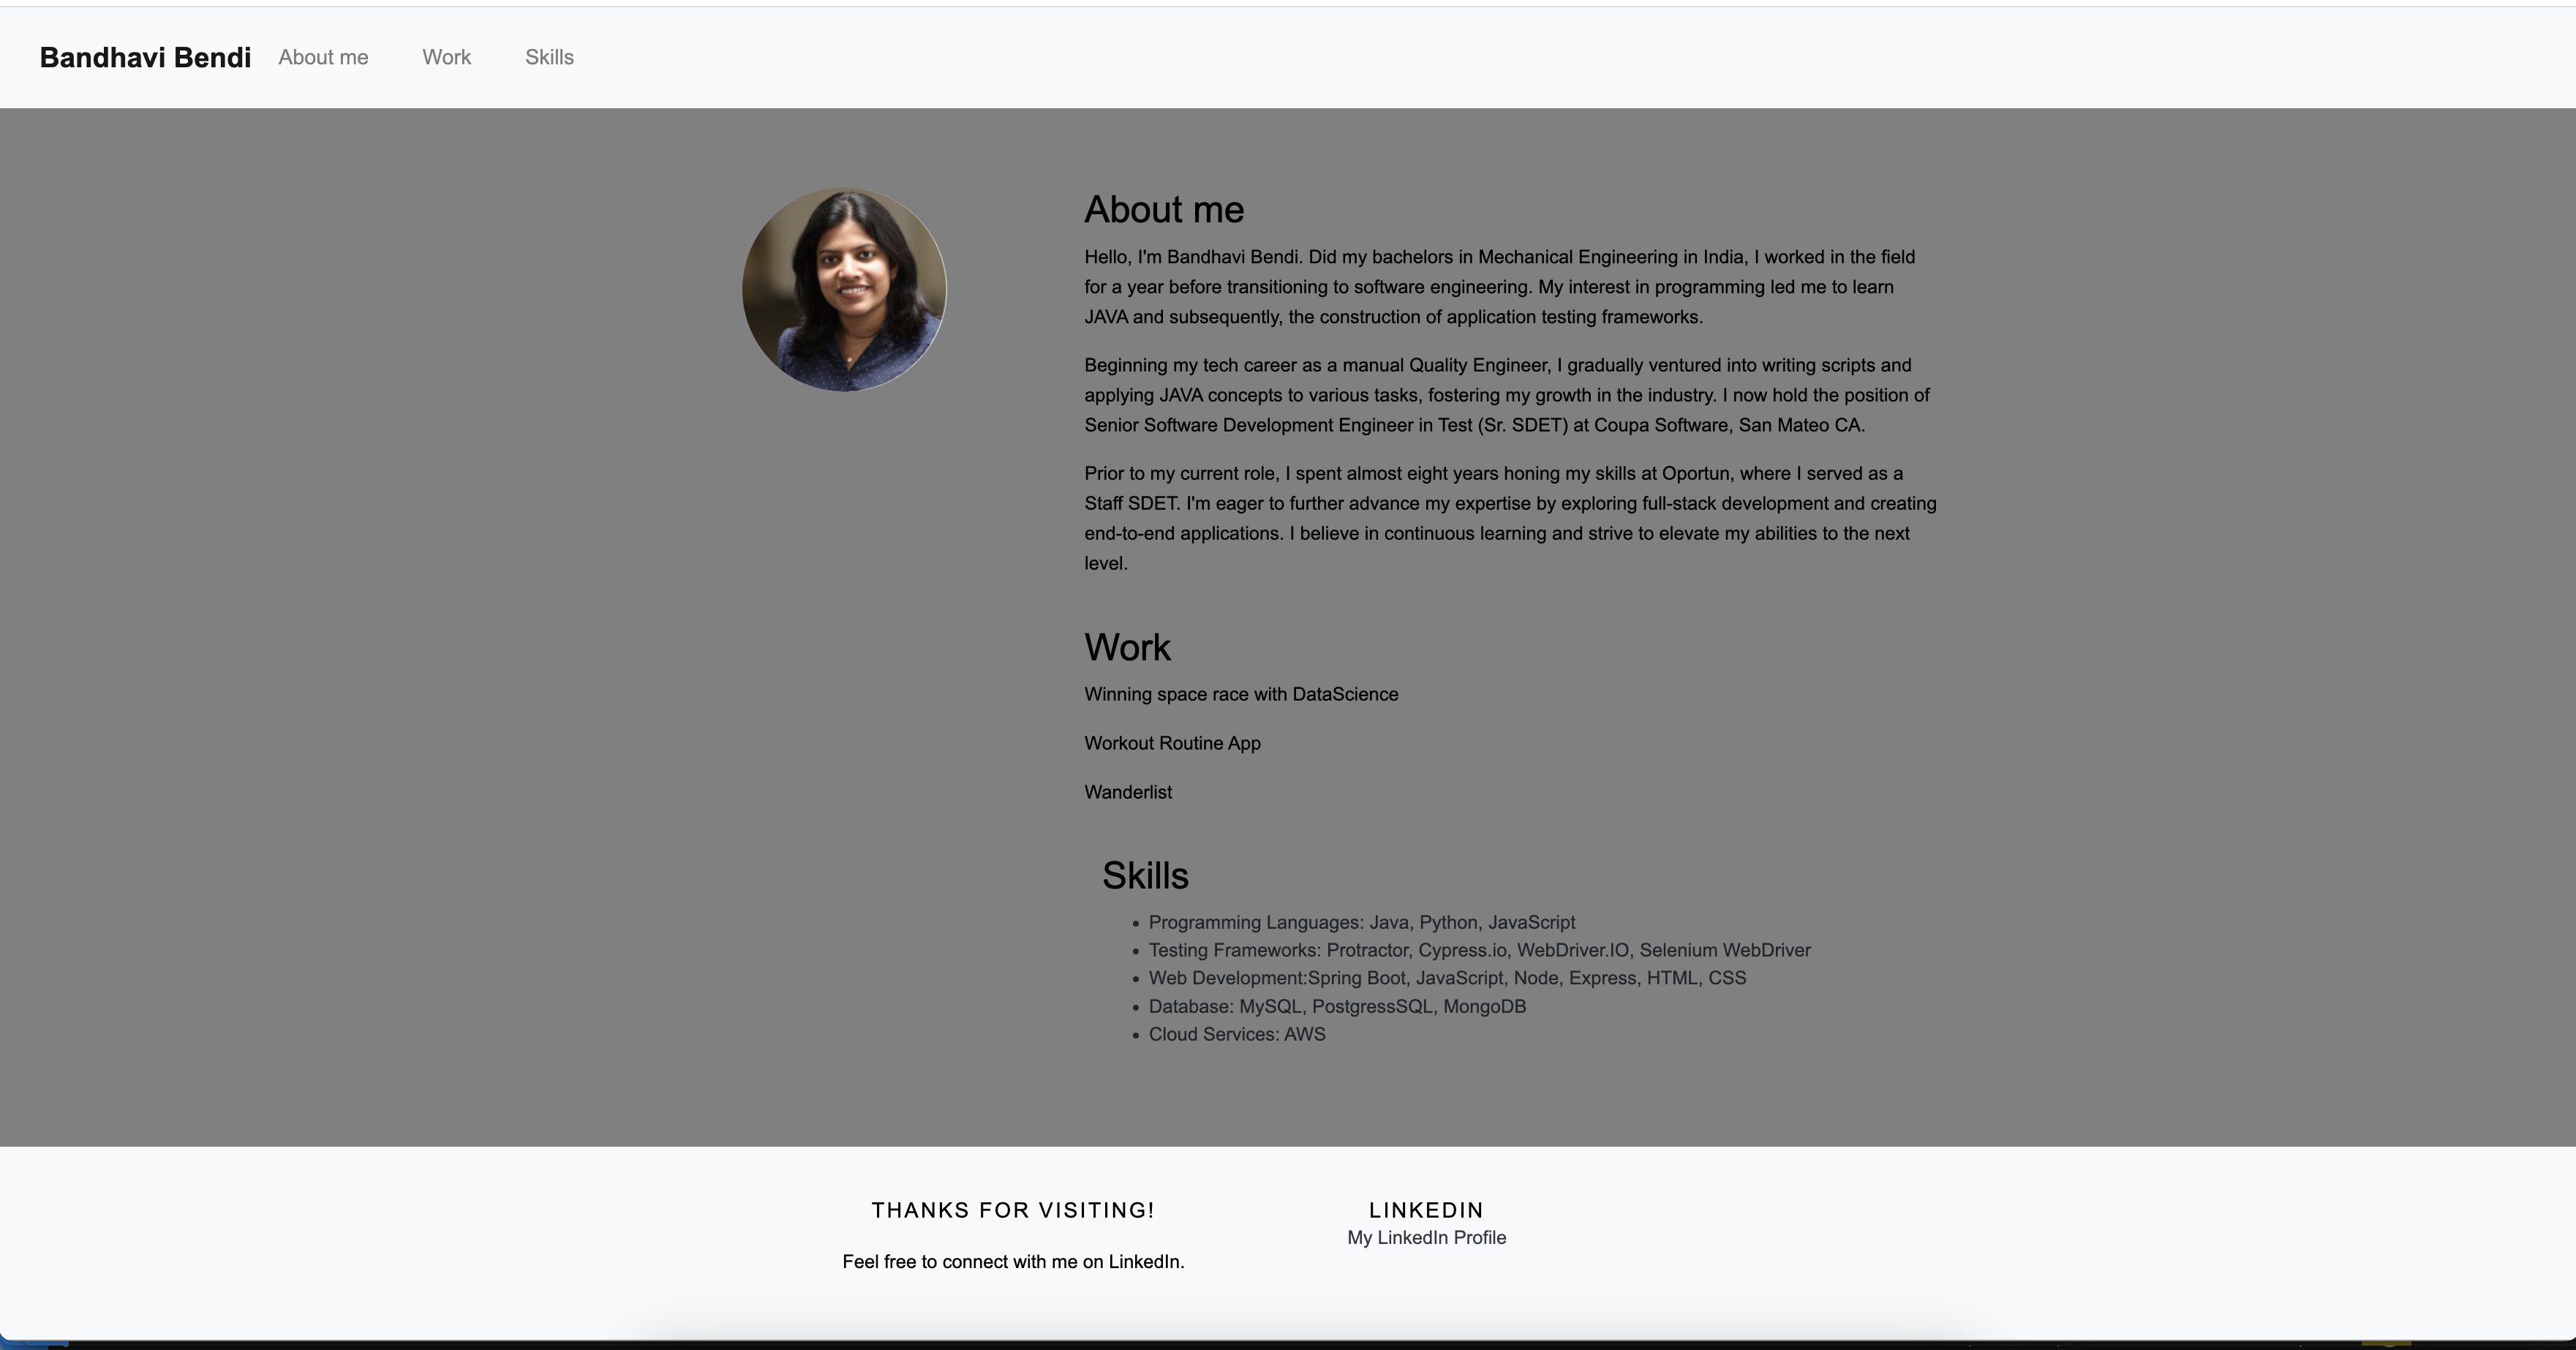 Bandhavi Bendi About me Work Skills
About me
Hello, I'm Bandhavi Bendi. Did my bachelors in Mechanical Engineering in India, I worked in the field
for a year before transitioning to software engineering. My interest in programming led me to learn
JAVA and subsequently, the construction of application testing frameworks.
Beginning my tech career as a manual Quality Engineer, I gradually ventured into writing scripts and
applying JAVA concepts to various tasks, fostering my growth in the industry. I now hold the position of
Senior Software Development Engineer in Test (Sr. SDET) at Coupa Software, San Mateo CA.
Prior to my current role, I spent almost eight years honing my skills at Oportun, where I served as a
Staff SDET. I'm eager to further advance my expertise by exploring full-stack development and creating
end-to-end applications. I believe in continuous learning and strive to elevate my abilities to the next
level.
Work
Winning space race with DataScience
Workout Routine App
Wanderlist
Skills
• Programming Languages: Java, Python, JavaScript
• Testing Frameworks: Protractor, Cypress.io, WebDriver.IO, Selenium WebDriver
• Web Development:Spring Boot, JavaScript, Node, Express, HTML, CSS
• Database: MySQL, PostgressSQL, MongoDB
• Cloud Services: AWS
THANKS FOR VISITING!
Feel free to connect with me on LinkedIn.
LINKEDIN
My LinkedIn Profile